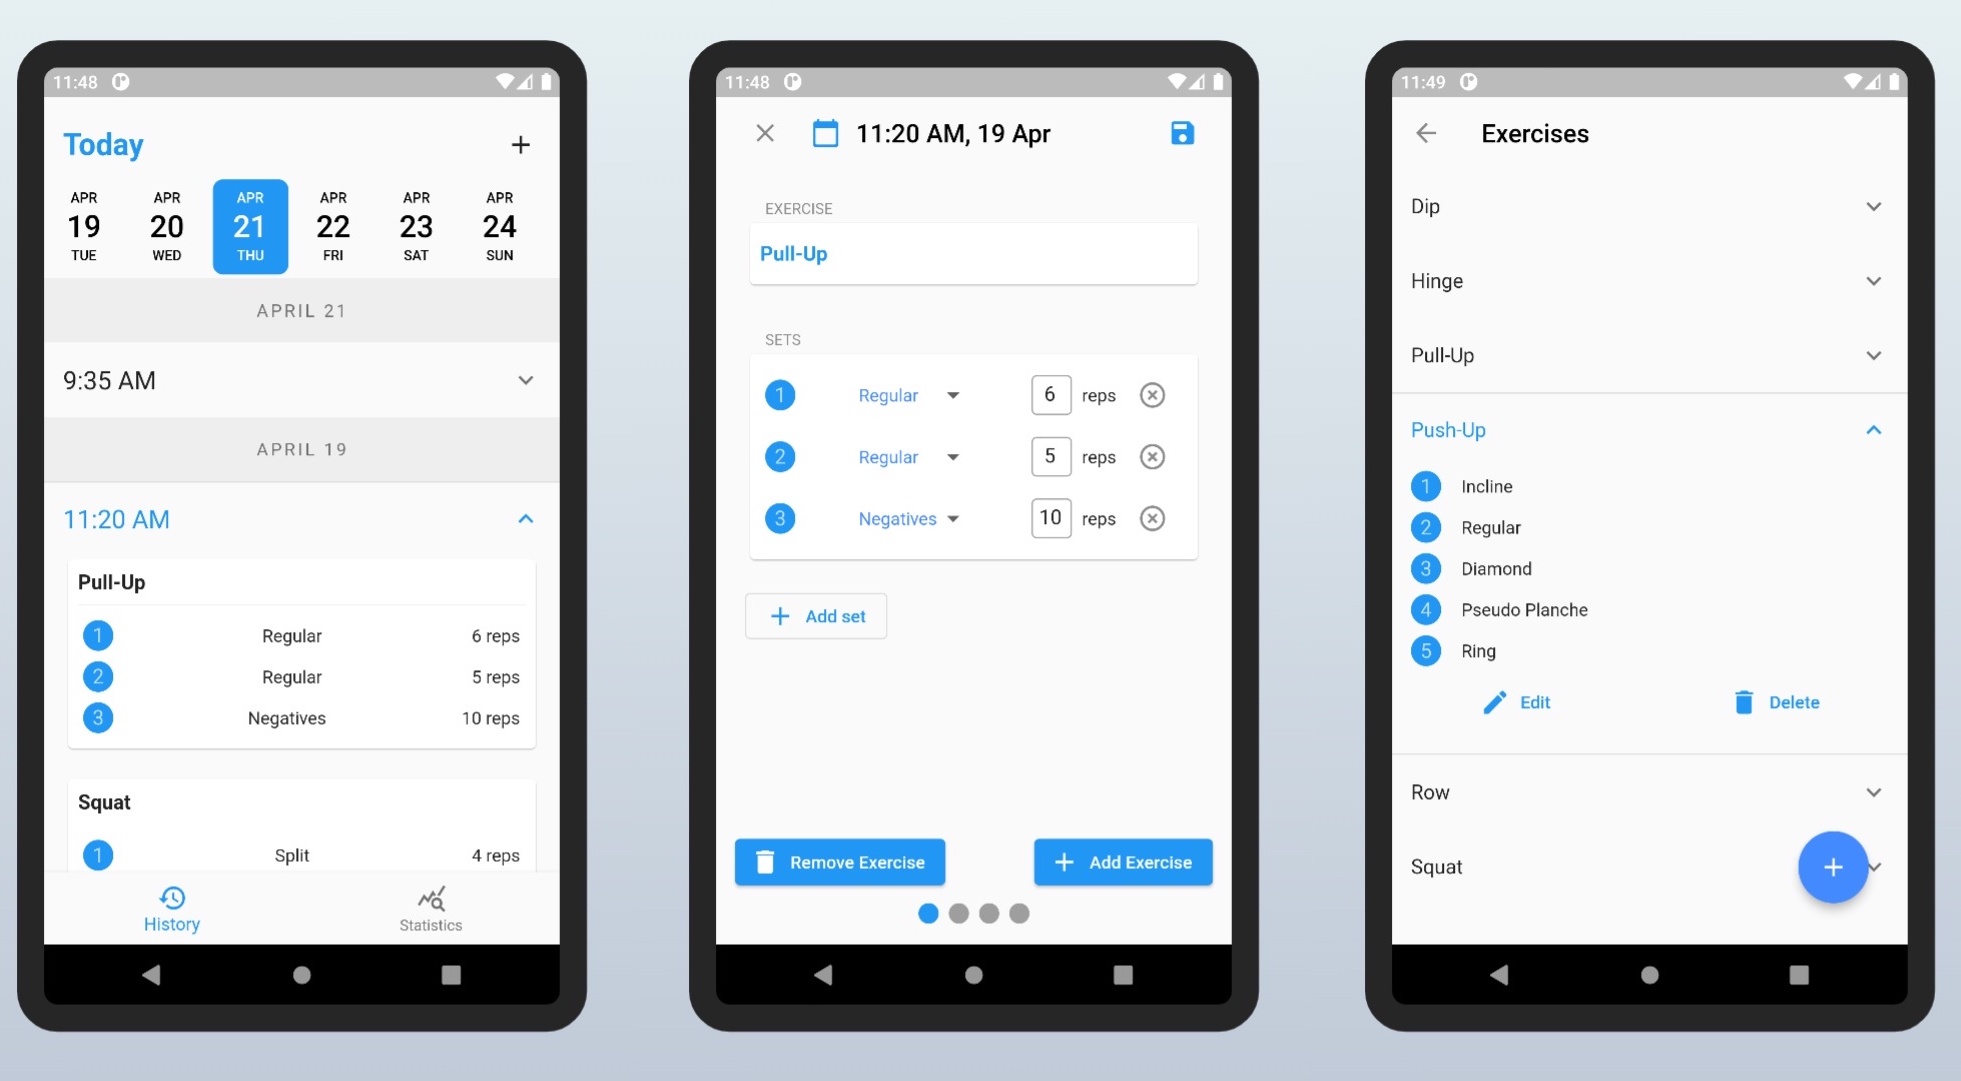 11:48
Today
APR APR APR APR APR APR
19 20 21 22 23 24
TUE WED THU FRI SAT SUN
APRIL 21
9:35 AM
APRIL 19
11:20 AM
Pull-Up
1 Regular 6 reps
2 Regular 5 reps
3 Negatives 10 reps
Squat
1 Split 4 reps
History Statistics
11:48
11:20 AM, 19 Apr
EXERCISE
Pull-Up
SETS
1 Regular 6 reps
2 Regular 5 reps
3 Negatives 10 reps
Add set
Remove Exercise Add Exercise
11:49
Exercises
Dip
Hinge
Pull-Up
Push-Up
1 Incline
2 Regular
3 Diamond
4 Pseudo Planche
5 Ring
Edit Delete
Row
Squat